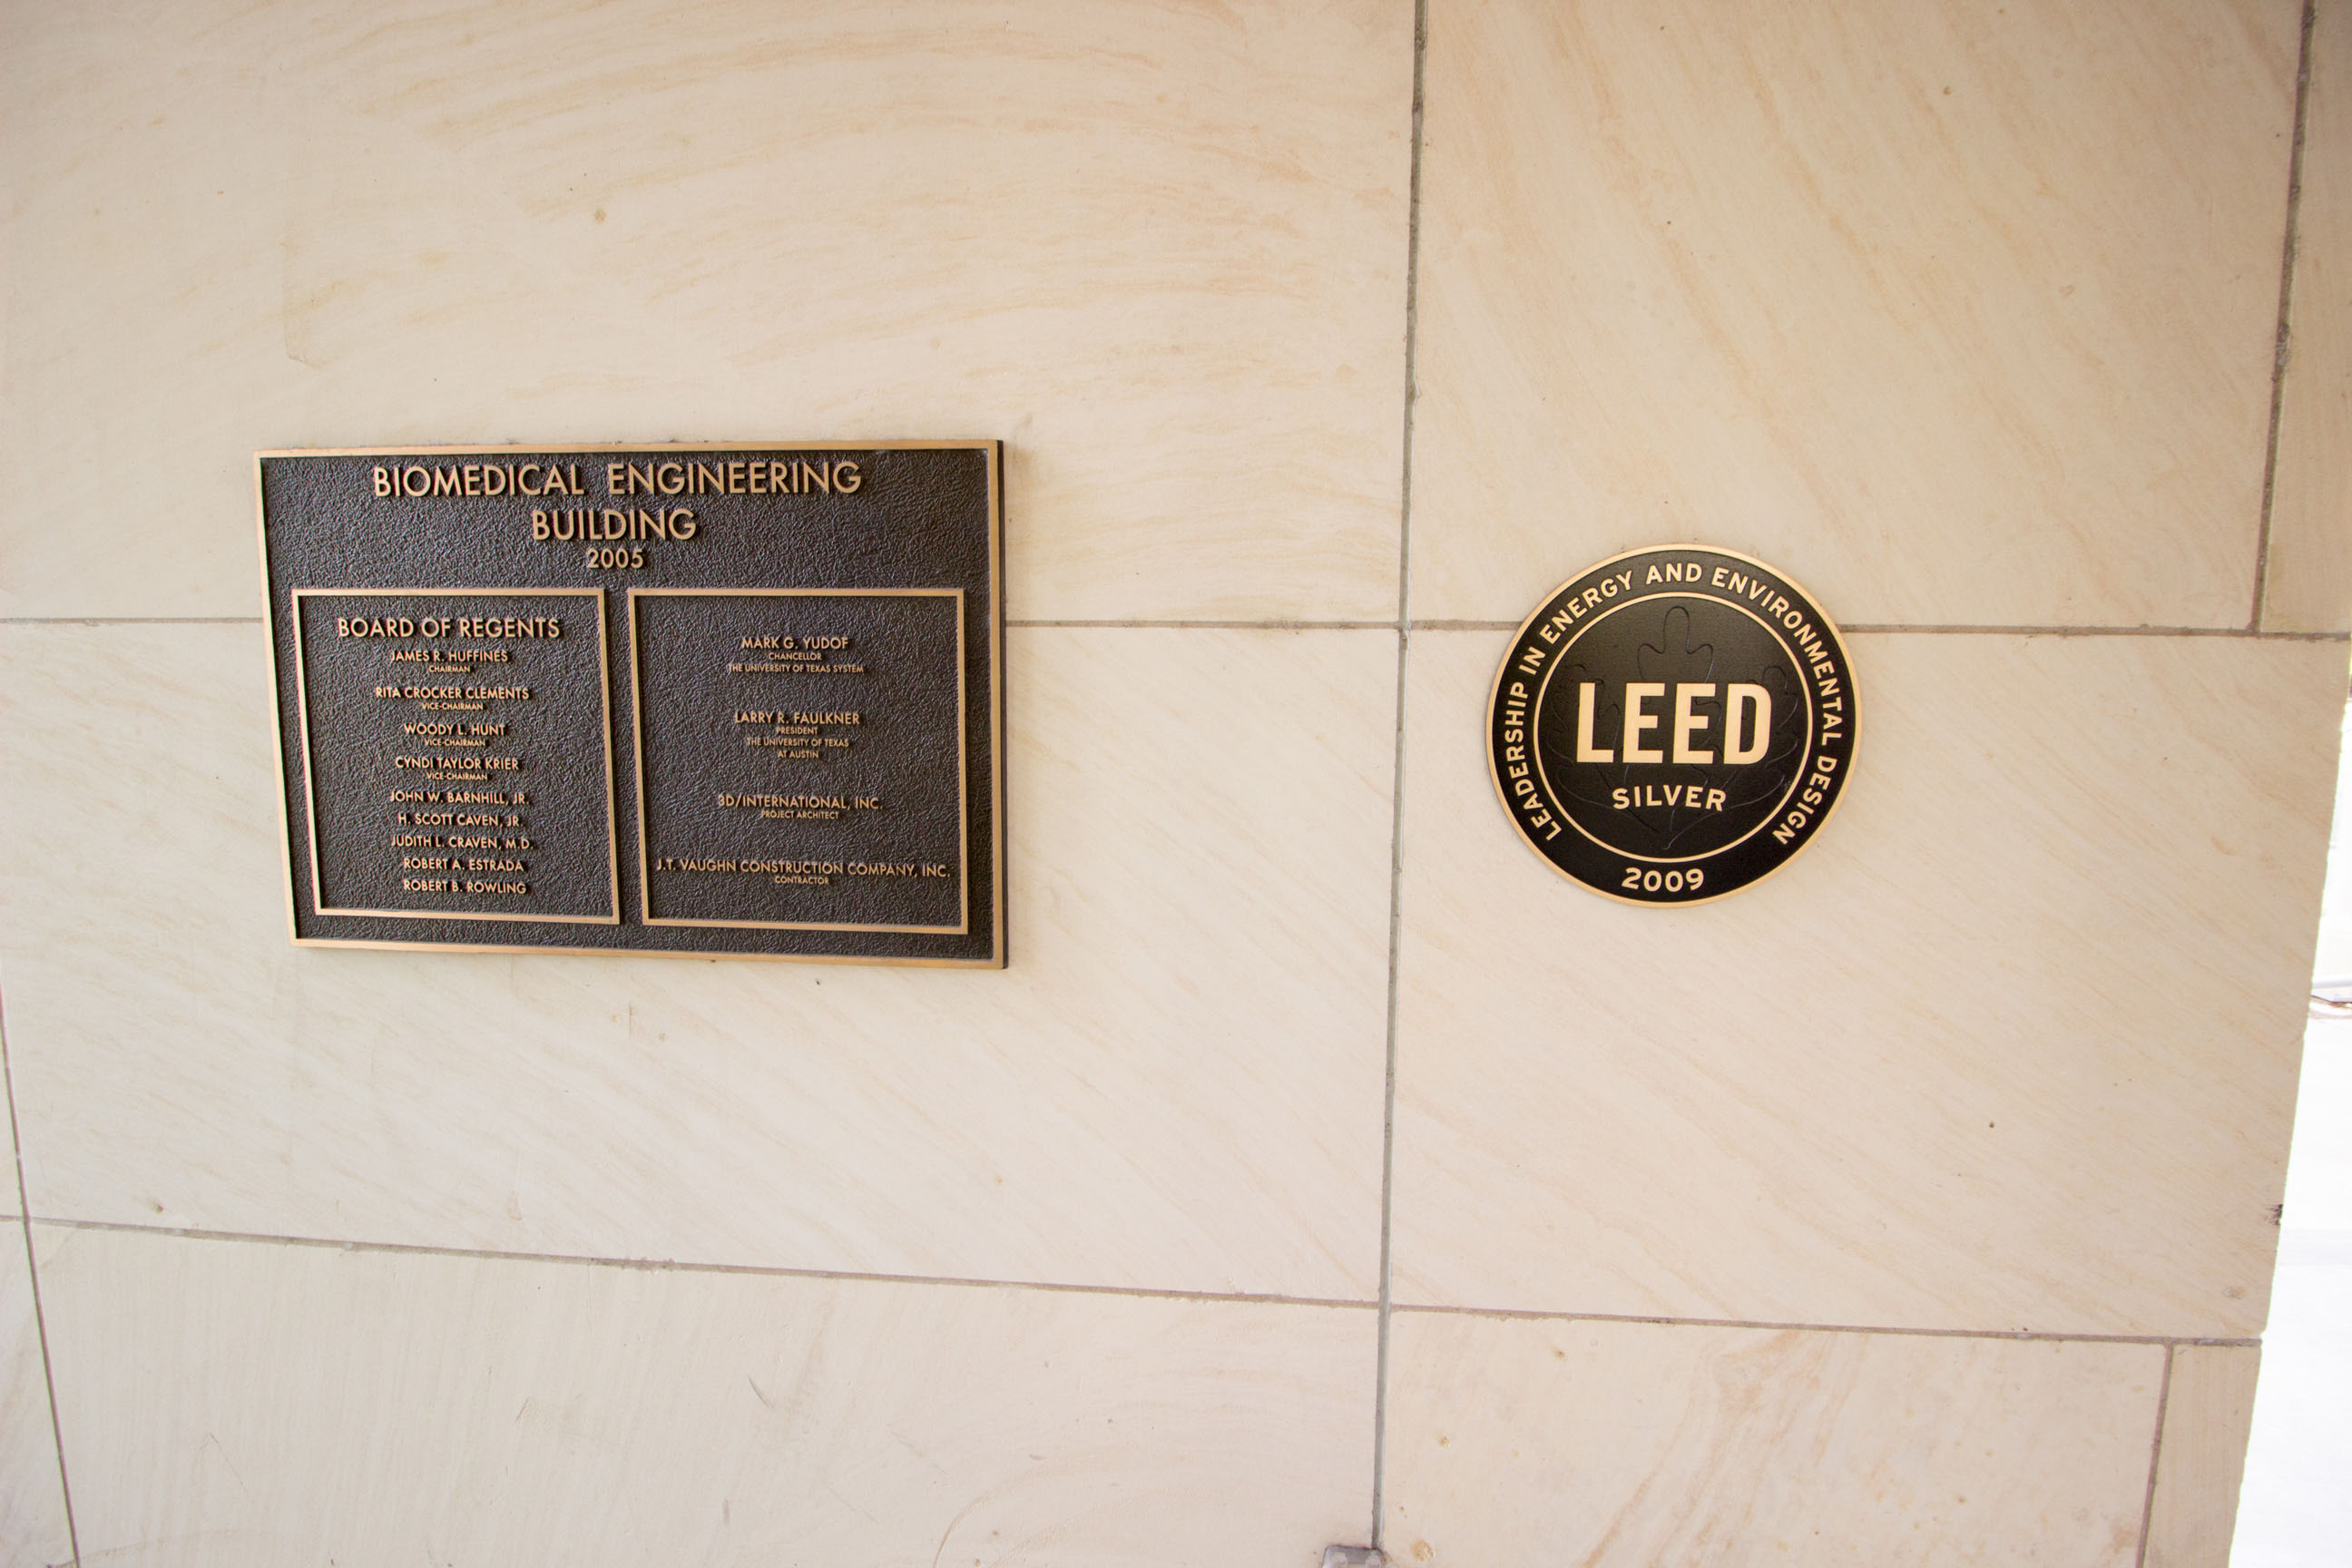 BIOMEDICAL ENGINEERING
BUILDING
2005
BOARD OF REGENTS
JAMES R. HUFFINES
CHAIRMAN
RITA CROCKER CLEMENTS
VICE-CHAIRMAN
WOODY L. HUNT
VICE-CHAIRMAN
CYNDI TAYLOR KRIER
VICE-CHAIRMAN
JOHN W. BARNHILL, JR.
H. SCOTT CAVEN, JR.
JUDITH L. CRAVEN, M.D.
ROBERT A. ESTRADA
ROBERT B. ROWLING
MARK G. YUDOF
CHANCELLOR
THE UNIVERSITY OF TEXAS SYSTEM
LARRY R. FAULKNER
PRESIDENT
THE UNIVERSITY OF TEXAS
AT AUSTIN
3D/INTERNATIONAL, INC.
PROJECT ARCHITECT
J.T. VAUGHN CONSTRUCTION COMPANY, INC.
CONTRACTOR
LEADERSHIP IN ENERGY AND ENVIRONMENTAL DESIGN
LEED
SILVER
2009